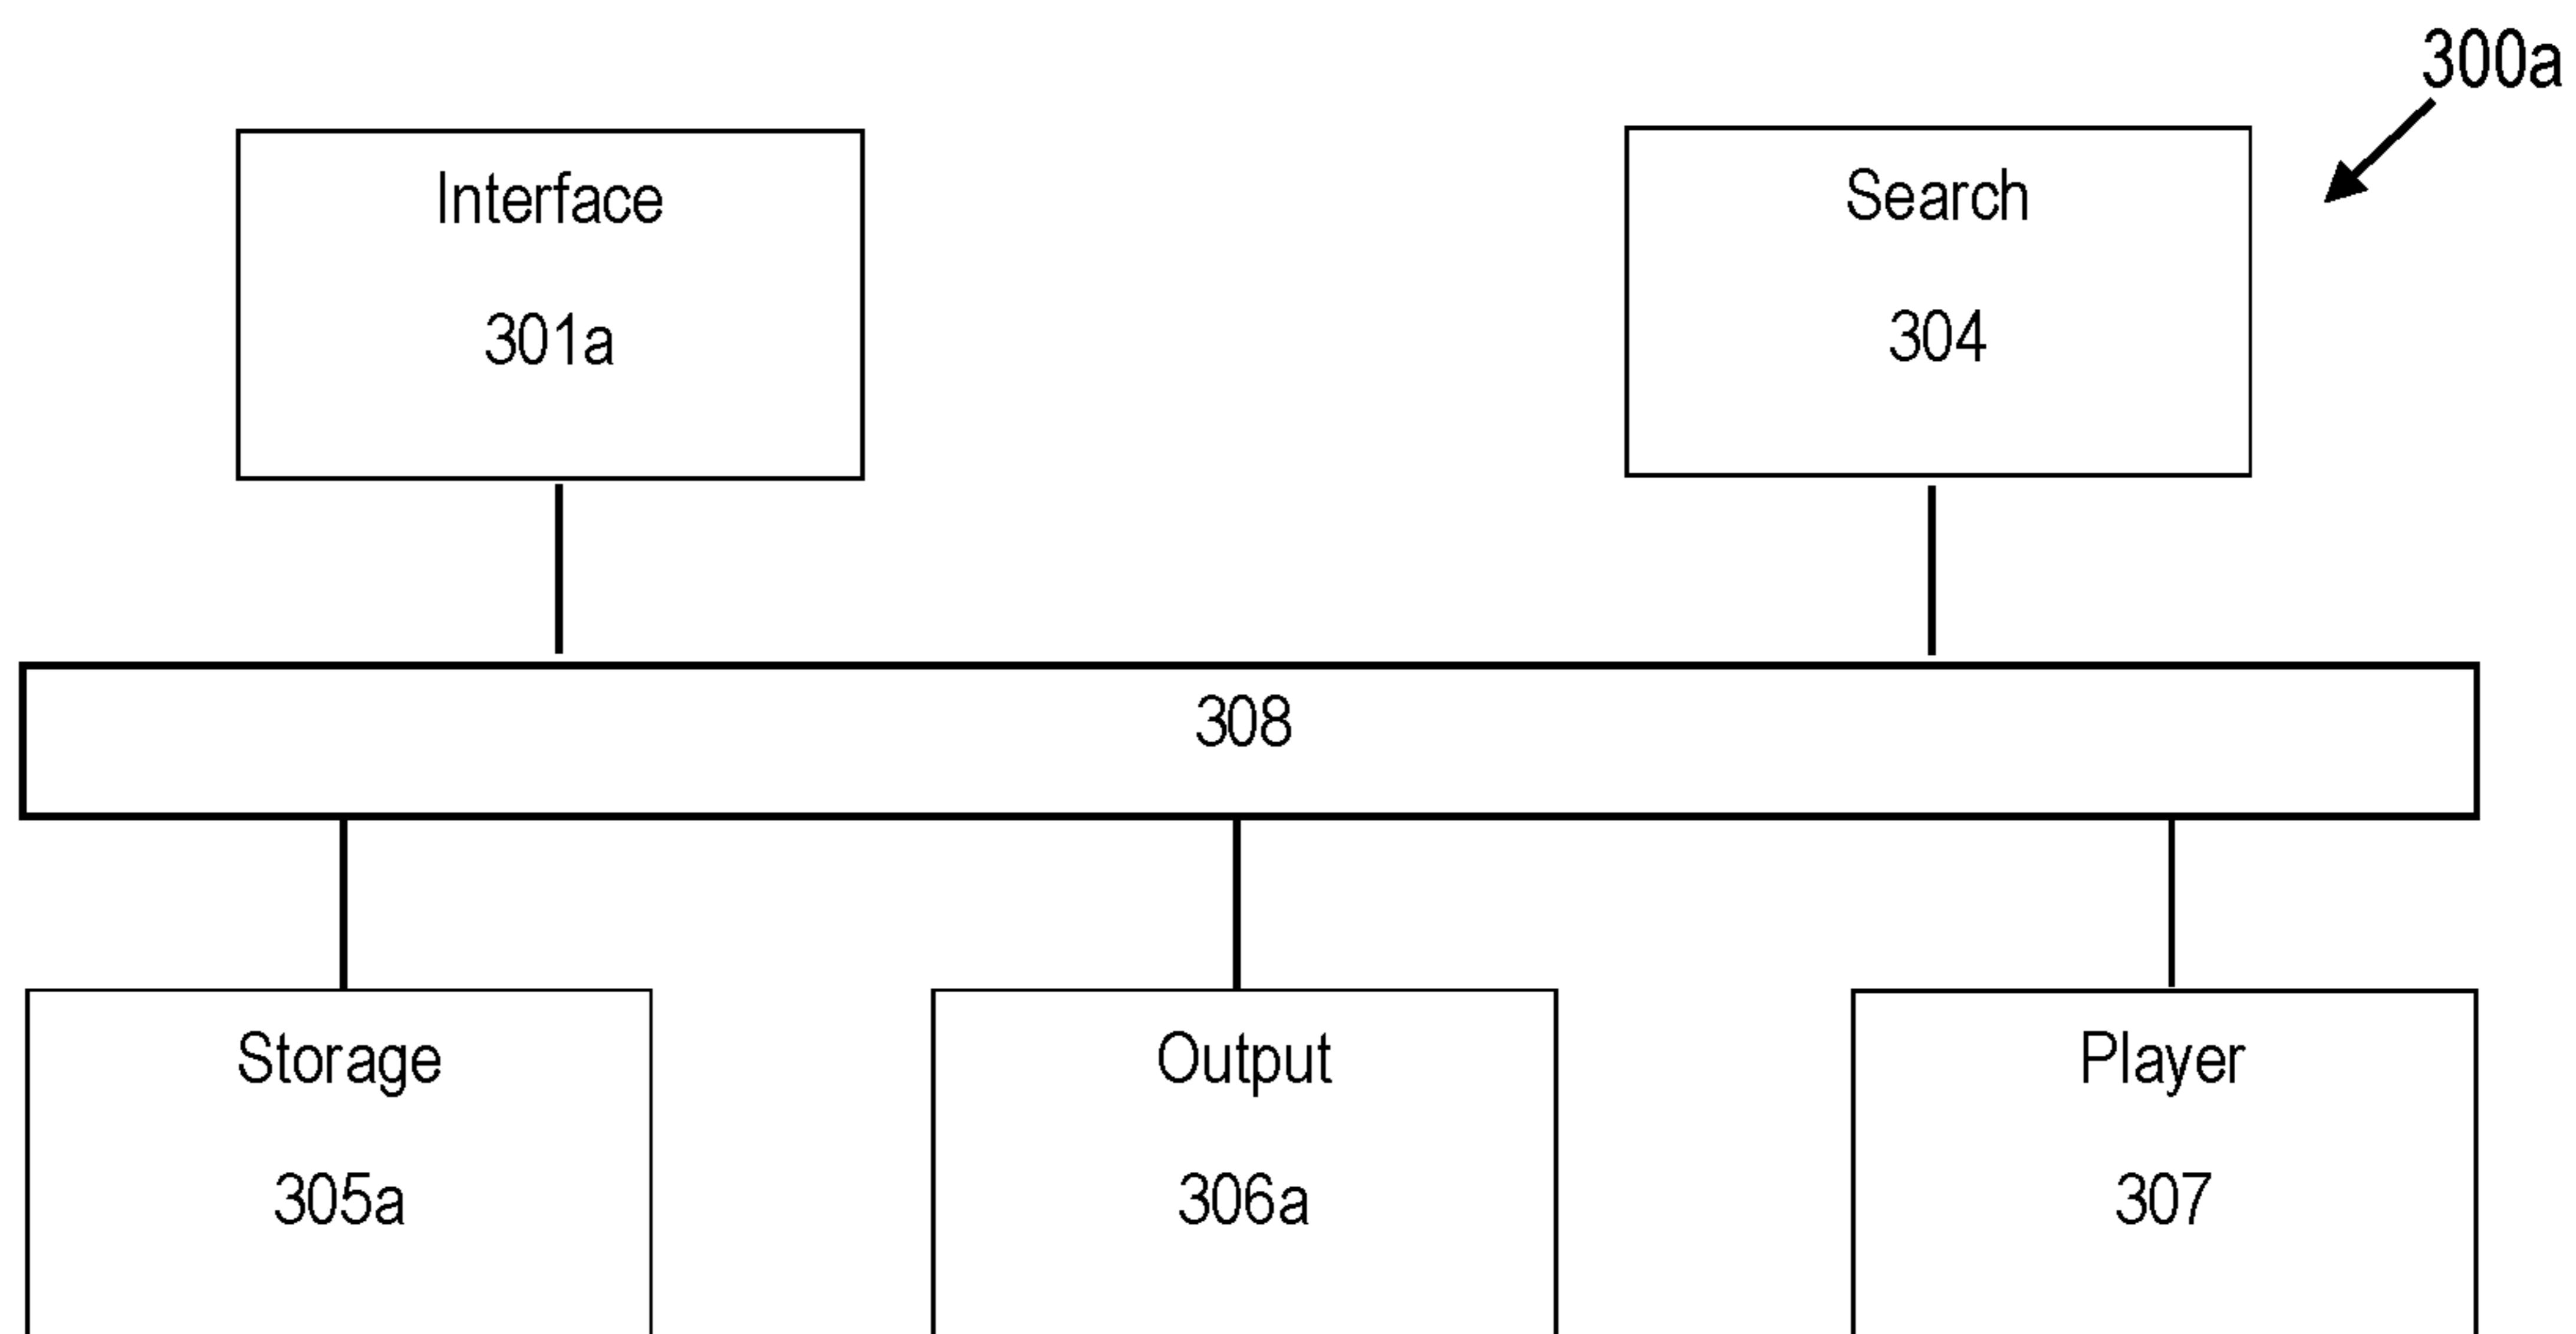 300a
Interface
301a
Search
304
308
Storage
305a
Output
306a
Player
307